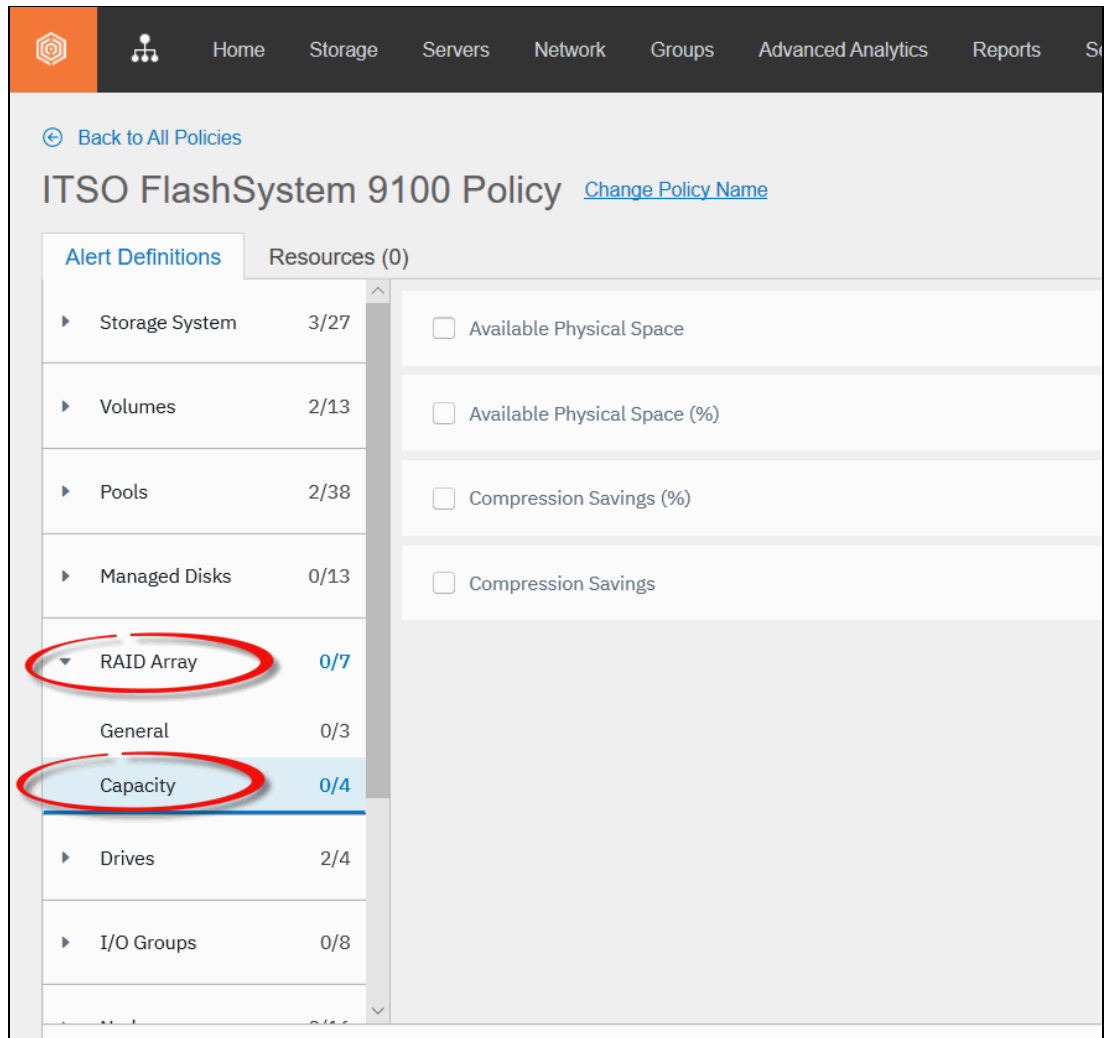 Home Storage Servers Network Groups Advanced Analytics Reports
Back to All Policies
ITSO FlashSystem 9100 Policy Change Policy Name
Alert Definitions Resources (0)
Storage System 3/27
Volumes 2/13
Pools 2/38
Managed Disks 0/13
RAID Array 0/7
General 0/3
Capacity 0/4
Drives 2/4
I/O Groups 0/8
Available Physical Space
Available Physical Space (%)
Compression Savings (%)
Compression Savings